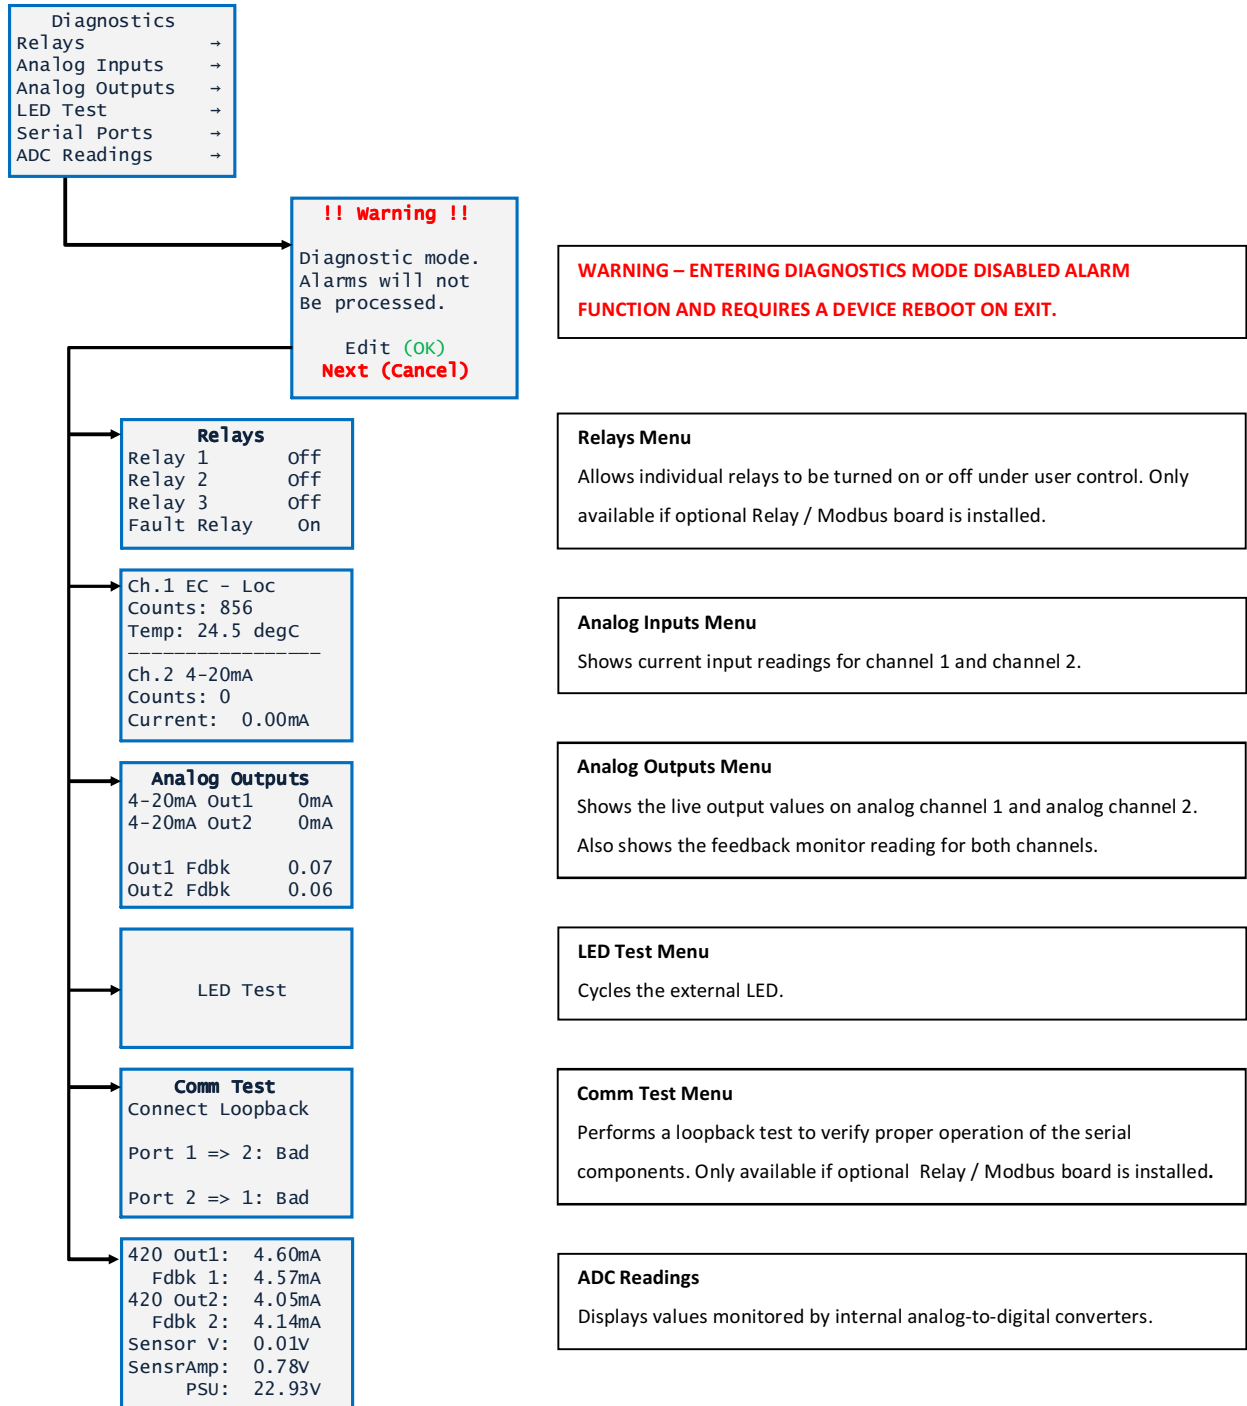 Diagnostics
Relays →
Analog Inputs →
Analog Outputs →
LED Test →
Serial Ports →
ADC Readings →
!! Warning !!
Diagnostic mode.
Alarms will not
Be processed.
Edit (OK)
Next (Cancel)
WARNING – ENTERING DIAGNOSTICS MODE DISABLED ALARM
FUNCTION AND REQUIRES A DEVICE REBOOT ON EXIT.
Relays
Relay 1 Off
Relay 2 Off
Relay 3 Off
Fault Relay On
Relays Menu
Allows individual relays to be turned on or off under user control. Only
available if optional Relay / Modbus board is installed.
Ch.1 EC - Loc
Counts: 856
Temp: 24.5 degC
-----------------
Ch.2 4-20mA
Counts: 0
Current: 0.00mA
Analog Inputs Menu
Shows current input readings for channel 1 and channel 2.
Analog Outputs
4-20mA Out1 0mA
4-20mA Out2 0mA
Out1 Fdbk 0.07
Out2 Fdbk 0.06
Analog Outputs Menu
Shows the live output values on analog channel 1 and analog channel 2.
Also shows the feedback monitor reading for both channels.
LED Test
LED Test Menu
Cycles the external LED.
Comm Test
Connect Loopback
Port 1 => 2: Bad
Port 2 => 1: Bad
Comm Test Menu
Performs a loopback test to verify proper operation of the serial
components. Only available if optional Relay / Modbus board is installed.
420 Out1: 4.60mA
Fdbk 1: 4.57mA
420 Out2: 4.05mA
Fdbk 2: 4.14mA
Sensor V: 0.01V
SensrAmp: 0.78V
PSU: 22.93V
ADC Readings
Displays values monitored by internal analog-to-digital converters.